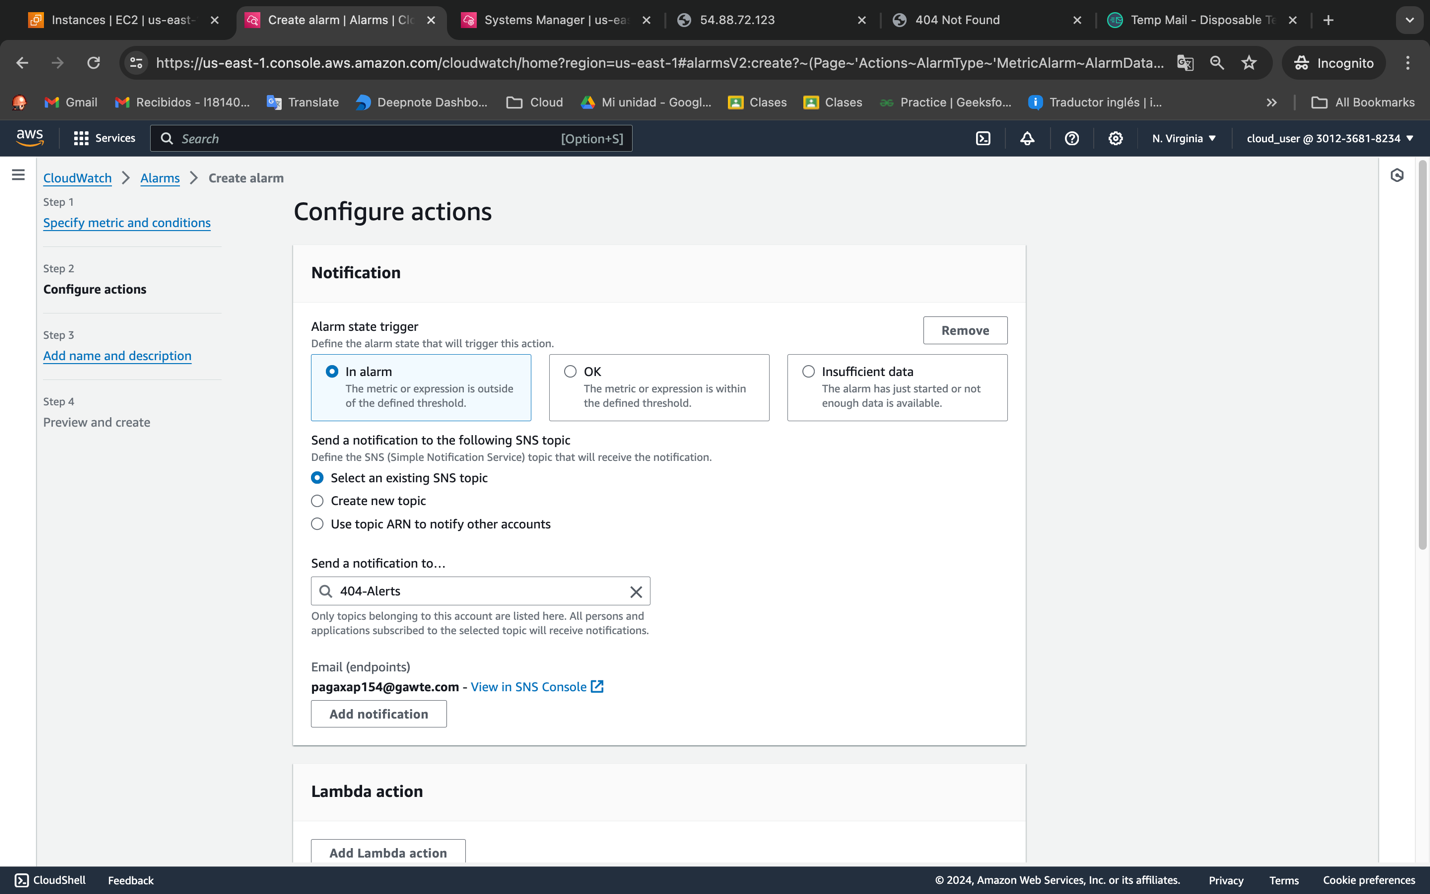 Instances | EC2 | us-east-
Create alarm | Alarms | Clo
Systems Manager | us-eas
54.88.72.123
404 Not Found
Temp Mail - Disposable Te
https://us-east-1.console.aws.amazon.com/cloudwatch/home?region=us-east-1#alarmsV2:create?~(Page~'Actions~AlarmType~'MetricAlarm~AlarmData...
Incognito
Gmail
Recibidos - l18140...
Translate
Deepnote Dashbo...
Cloud
Mi unidad - Googl...
Clases
Clases
Practice | Geeksfo...
Traductor inglés | i...
All Bookmarks
aws
Services
Search
[Option+S]
N. Virginia
cloud_user @ 3012-3681-8234
CloudWatch
Alarms
Create alarm
Step 1
Specify metric and conditions
Step 2
Configure actions
Step 3
Add name and description
Step 4
Preview and create
Configure actions
Notification
Alarm state trigger
Define the alarm state that will trigger this action.
Remove
In alarm
The metric or expression is outside
of the defined threshold.
OK
The metric or expression is within
the defined threshold.
Insufficient data
The alarm has just started or not
enough data is available.
Send a notification to the following SNS topic
Define the SNS (Simple Notification Service) topic that will receive the notification.
Select an existing SNS topic
Create new topic
Use topic ARN to notify other accounts
Send a notification to…
404-Alerts
Only topics belonging to this account are listed here. All persons and
applications subscribed to the selected topic will receive notifications.
Email (endpoints)
pagaxap154@gawte.com - View in SNS Console
Add notification
Lambda action
Add Lambda action
CloudShell
Feedback
© 2024, Amazon Web Services, Inc. or its affiliates.
Privacy
Terms
Cookie preferences